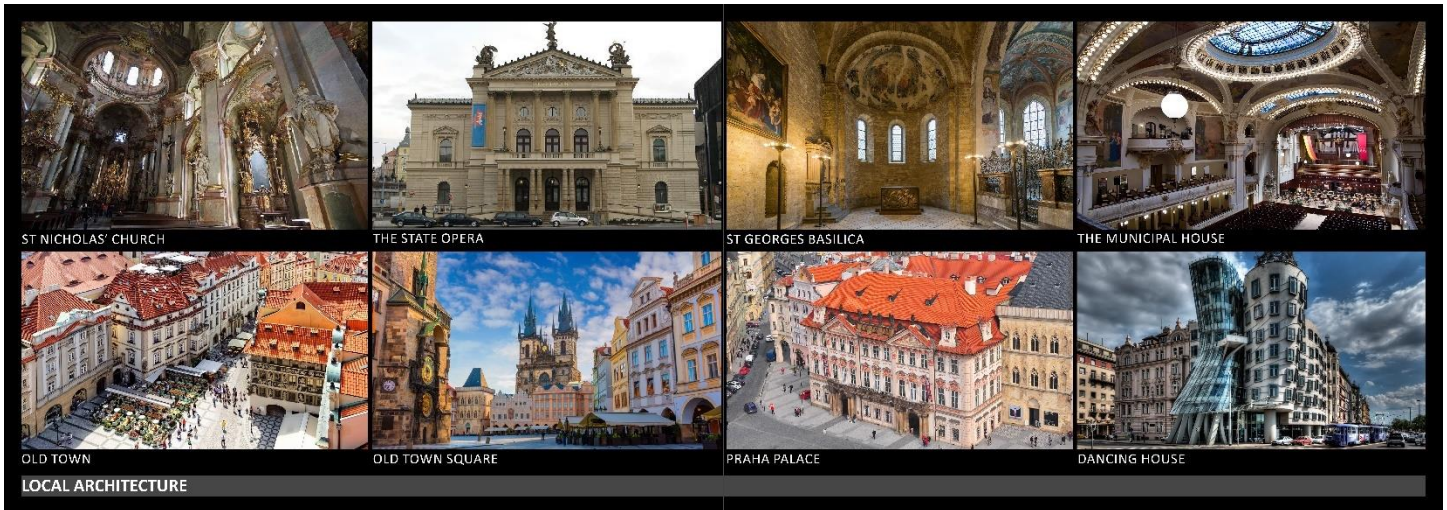 ST NICHOLAS' CHURCH
THE STATE OPERA
ST GEORGES BASILICA
THE MUNICIPAL HOUSE
OLD TOWN
OLD TOWN SQUARE
PRAHA PALACE
DANCING HOUSE
LOCAL ARCHITECTURE